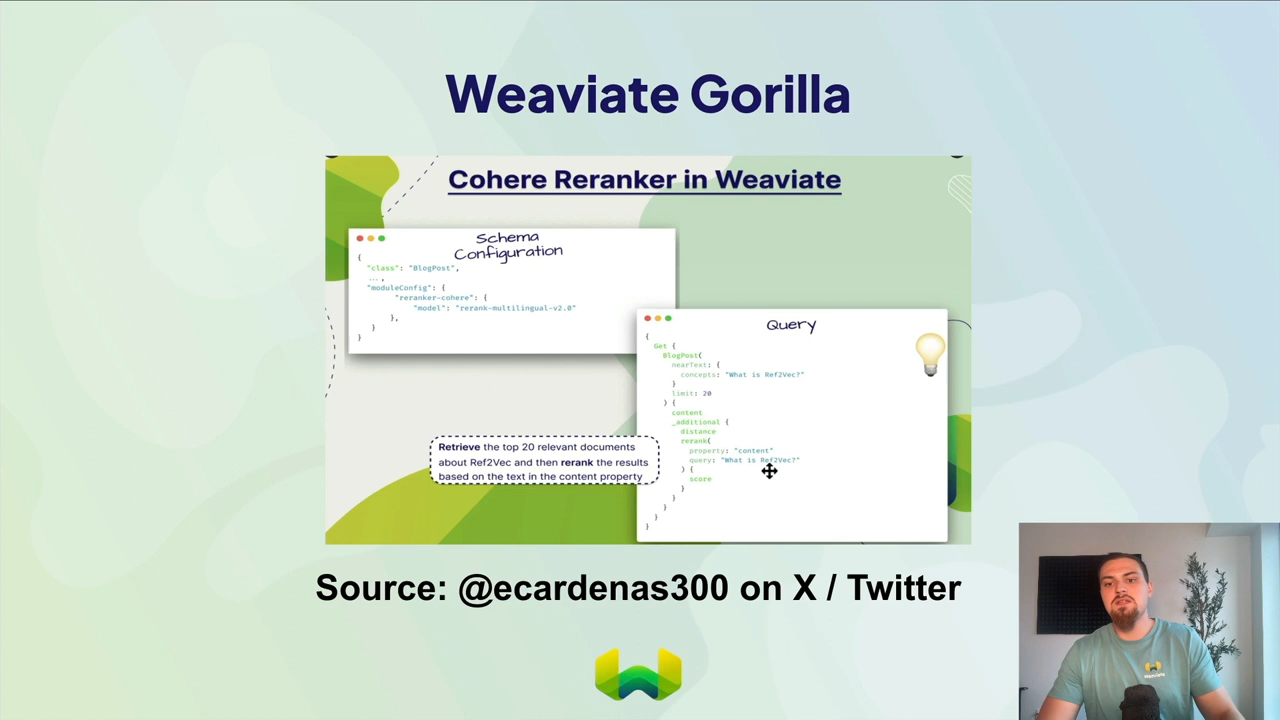 Weaviate Gorilla
Cohere Reranker in Weaviate
Schema
Configuration
{
"class": "BlogPost",
...,
"moduleConfig": {
"reranker-cohere": {
"model": "rerank-multilingual-v2.0"
},
}
}
Query
{
Get {
BlogPost(
nearText: {
concepts: "What is Ref2Vec?"
}
limit: 20
) {
content
_additional {
distance
rerank(
property: "content"
query: "What is Ref2Vec?"
) {
score
}
}
}
}
}
Retrieve the top 20 relevant documents
about Ref2Vec and then rerank the results
based on the text in the content property
Source: @ecardenas300 on X / Twitter
Weaviate